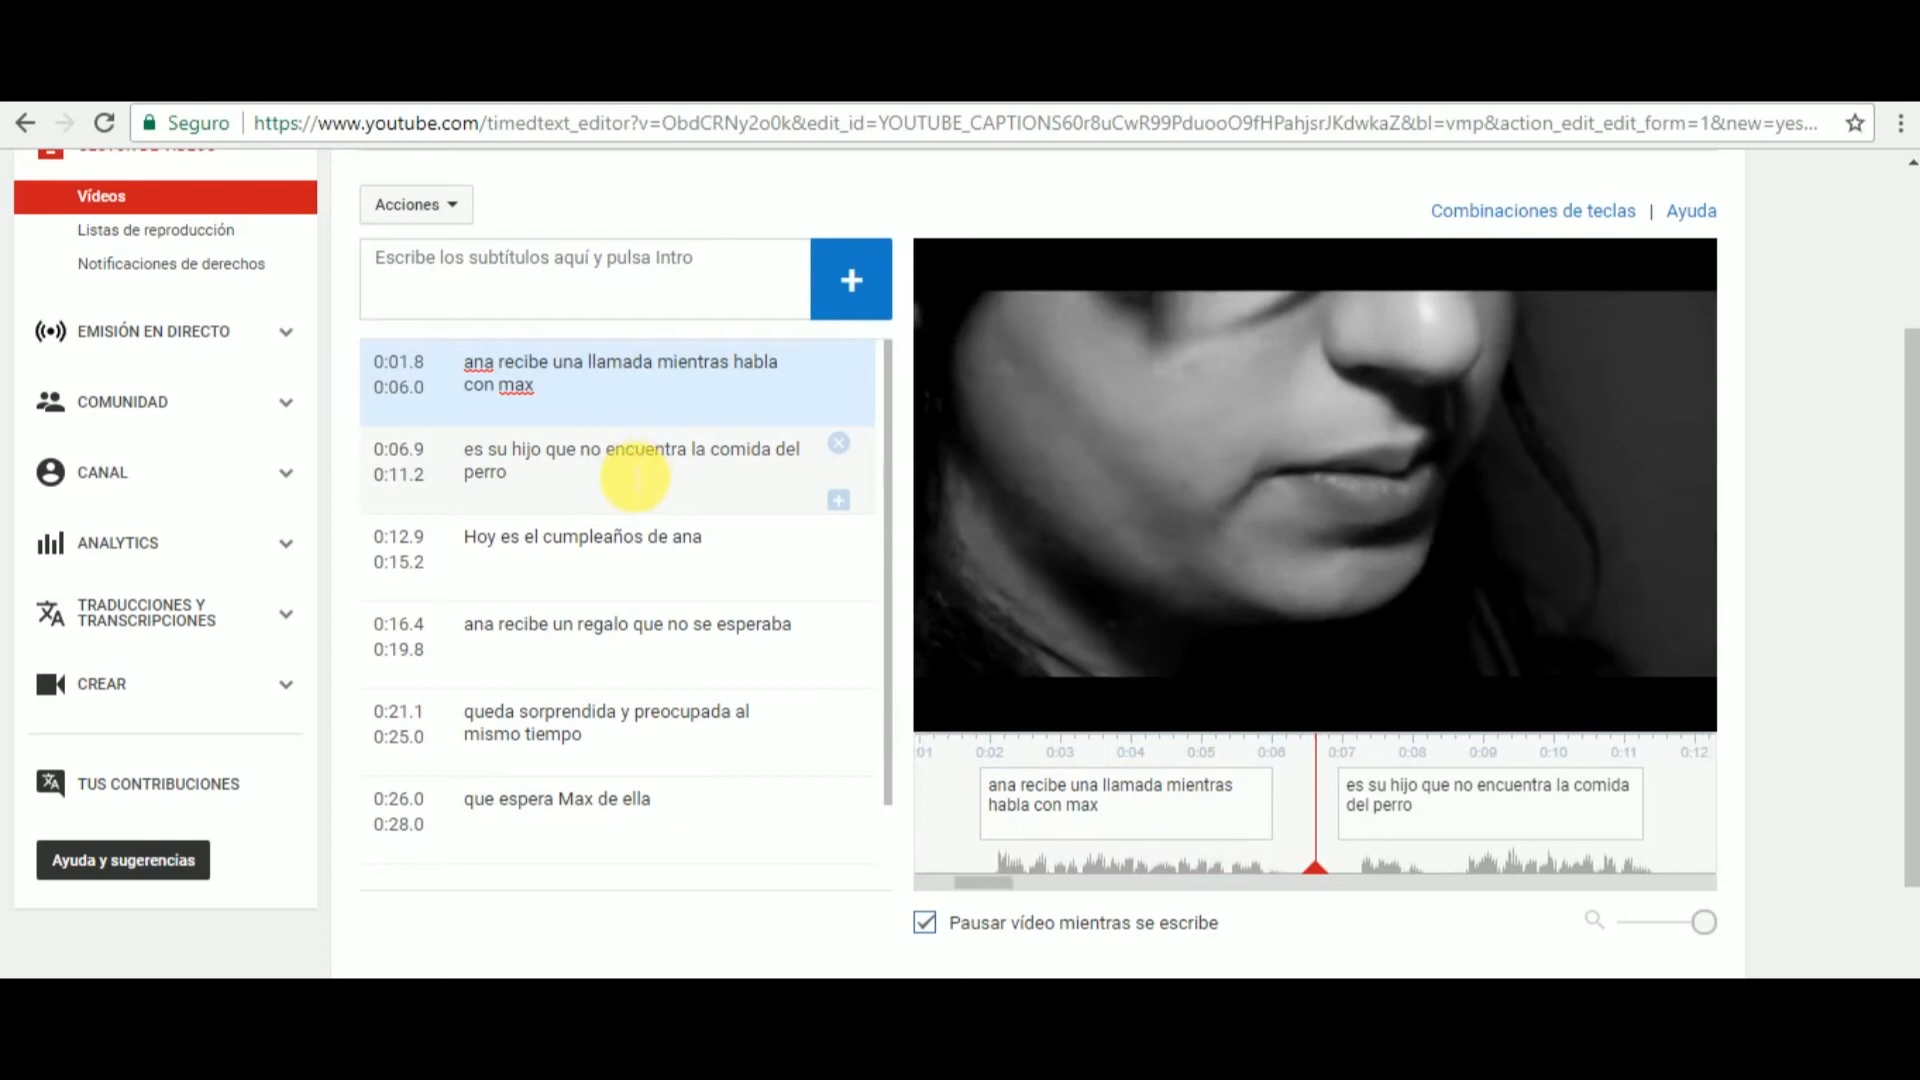 Seguro
https://www.youtube.com/timedtext_editor?v=ObdCRNy2o0k&edit_id=YOUTUBE_CAPTIONS60r8uCwR99PduooO9fHPahjsrJKdwkaZ&bl=vmp&action_edit_edit_form=1&new=yes...
Vídeos
Listas de reproducción
Notificaciones de derechos
EMISIÓN EN DIRECTO
COMUNIDAD
CANAL
ANALYTICS
TRADUCCIONES Y
TRANSCRIPCIONES
CREAR
TUS CONTRIBUCIONES
Ayuda y sugerencias
Acciones
Combinaciones de teclas | Ayuda
Escribe los subtítulos aquí y pulsa Intro
0:01.8 ana recibe una llamada mientras habla
0:06.0 con max
0:06.9 es su hijo que no encuentra la comida del
0:11.2 perro
0:12.9 Hoy es el cumpleaños de ana
0:15.2
0:16.4 ana recibe un regalo que no se esperaba
0:19.8
0:21.1 queda sorprendida y preocupada al
0:25.0 mismo tiempo
0:26.0 que espera Max de ella
0:28.0
:01 0:02 0:03 0:04 0:05 0:06 0:07 0:08 0:09 0:10 0:11 0:12
ana recibe una llamada mientras
habla con max
es su hijo que no encuentra la comida
del perro
Pausar vídeo mientras se escribe